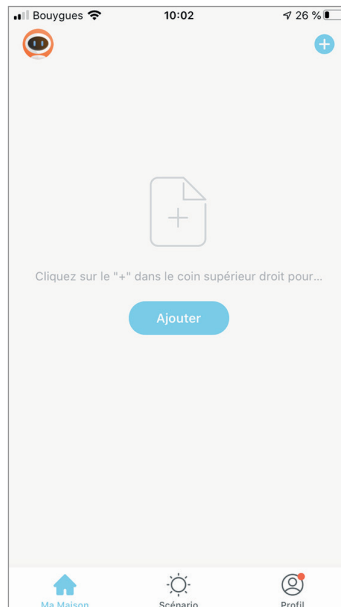 Bouygues 10:02 26 %
Cliquez sur le "+" dans le coin supérieur droit pour...
Ajouter
Ma Maison Scénario Profil